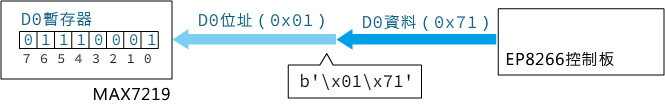 D0暫存器
0 1 1 1 0 0 0 1
7 6 5 4 3 2 1 0
MAX7219
D0位址（0x01）
D0資料（0x71）
b'\x01\x71'
EP8266控制板